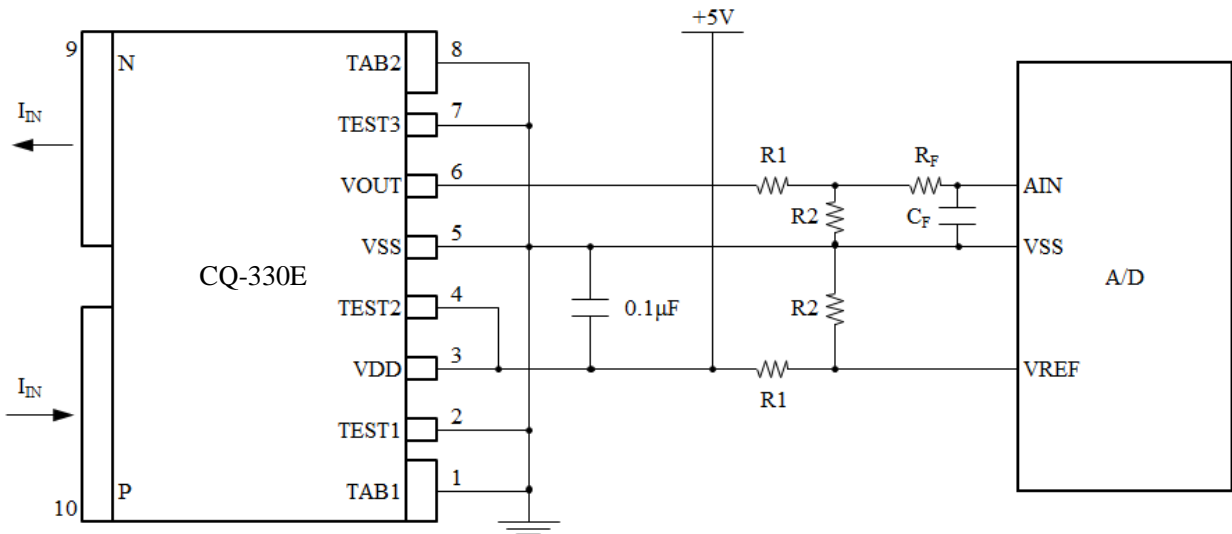 +5V
9
N
TAB2
8
I_IN
TEST3
7
VOUT
6
R1
R_F
AIN
R2
C_F
VSS
5
VSS
CQ-330E
A/D
TEST2
4
0.1μF
R2
VDD
3
VREF
I_IN
R1
TEST1
2
TAB1
1
P
10